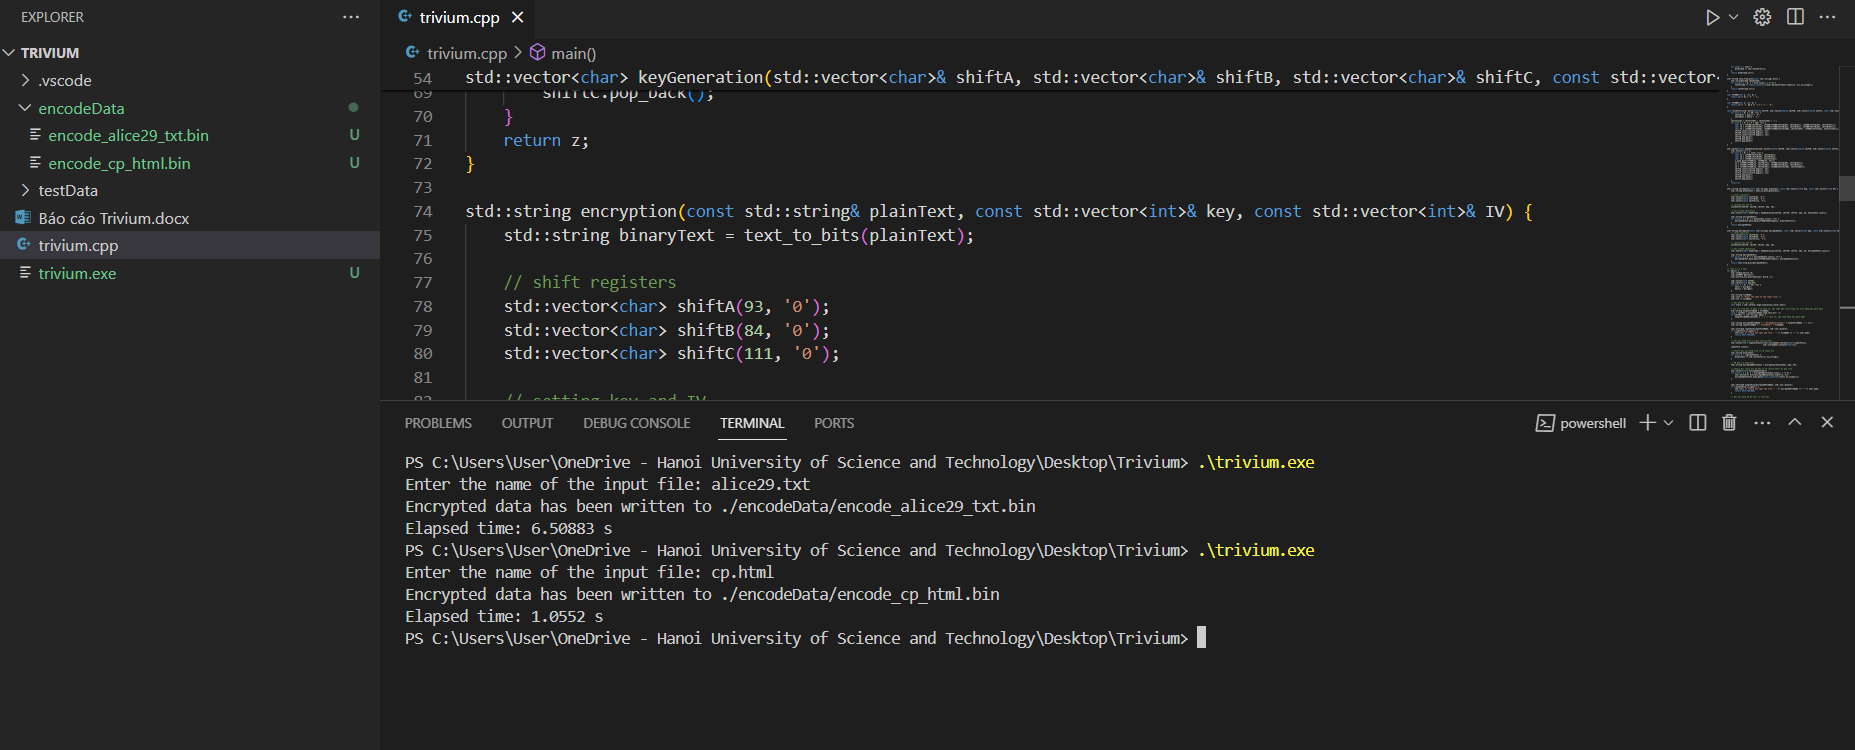 EXPLORER
TRIVIUM
.vscode
encodeData
encode_alice29_txt.bin U
encode_cp_html.bin U
testData
Báo cáo Trivium.docx
trivium.cpp
trivium.exe U
trivium.cpp
trivium.cpp > main()
54 std::vector<char> keyGeneration(std::vector<char>& shiftA, std::vector<char>& shiftB, std::vector<char>& shiftC, const std::vector<
69 shiftC.pop_back();
70 }
71 return z;
72 }
73
74 std::string encryption(const std::string& plainText, const std::vector<int>& key, const std::vector<int>& IV) {
75 std::string binaryText = text_to_bits(plainText);
76
77 // shift registers
78 std::vector<char> shiftA(93, '0');
79 std::vector<char> shiftB(84, '0');
80 std::vector<char> shiftC(111, '0');
81
82 // setting key and IV
PROBLEMS OUTPUT DEBUG CONSOLE TERMINAL PORTS
powershell
PS C:\Users\User\OneDrive - Hanoi University of Science and Technology\Desktop\Trivium> .\trivium.exe
Enter the name of the input file: alice29.txt
Encrypted data has been written to ./encodeData/encode_alice29_txt.bin
Elapsed time: 6.50883 s
PS C:\Users\User\OneDrive - Hanoi University of Science and Technology\Desktop\Trivium> .\trivium.exe
Enter the name of the input file: cp.html
Encrypted data has been written to ./encodeData/encode_cp_html.bin
Elapsed time: 1.0552 s
PS C:\Users\User\OneDrive - Hanoi University of Science and Technology\Desktop\Trivium>